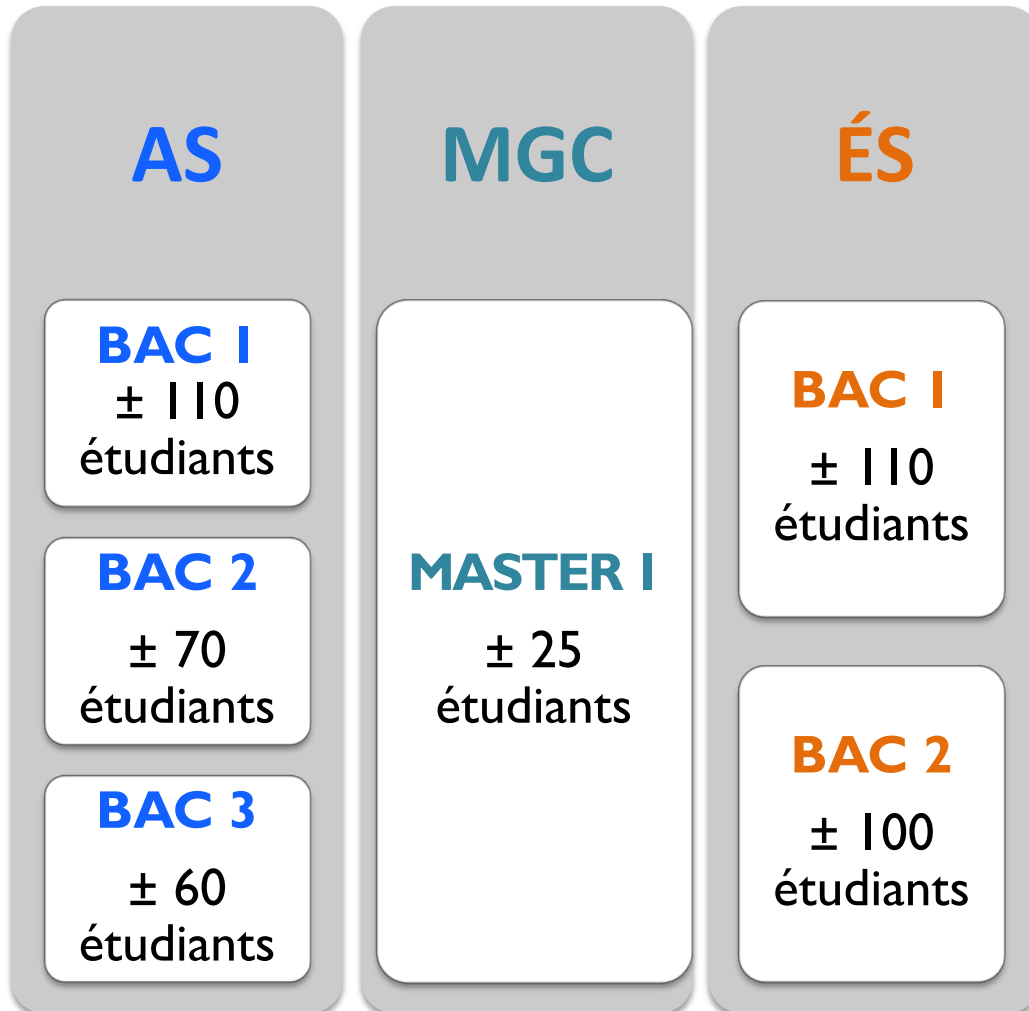 AS
BAC 1
± 110
étudiants
BAC 2
± 70
étudiants
BAC 3
± 60
étudiants
MGC
MASTER 1
± 25
étudiants
ÉS
BAC 1
± 110
étudiants
BAC 2
± 100
étudiants